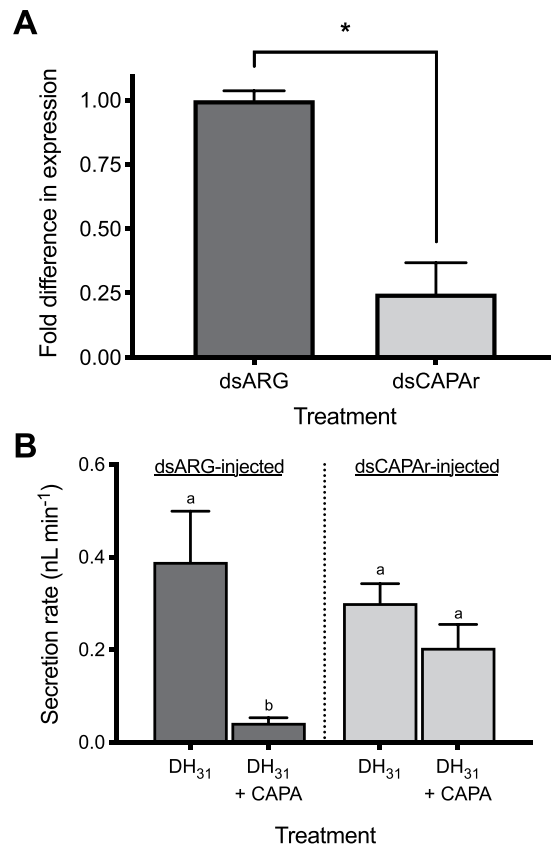 A
*
Fold difference in expression
1.00
0.75
0.50
0.25
0.00
dsARG
dsCAPAr
Treatment
B
Secretion rate (nL min⁻¹)
0.6
0.4
0.2
0.0
dsARG-injected
dsCAPAr-injected
a
b
a
a
DH₃₁
DH₃₁
+ CAPA
DH₃₁
DH₃₁
+ CAPA
Treatment